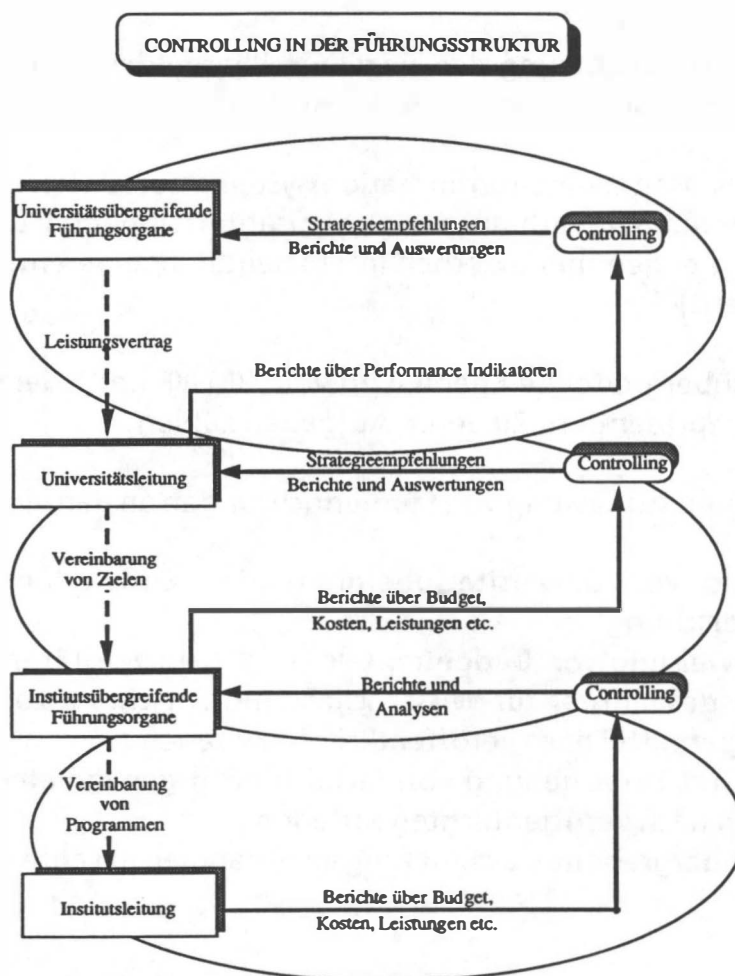 CONTROLLING IN DER FÜHRUNGSSTRUKTUR
Universitätsübergreifende
Führungsorgane
Strategieempfehlungen
Berichte und Auswertungen
Controlling
Leistungsvertrag
Berichte über Performance Indikatoren
Universitätsleitung
Strategieempfehlungen
Berichte und Auswertungen
Controlling
Vereinbarung
von Zielen
Berichte über Budget,
Kosten, Leistungen etc.
Institutsübergreifende
Führungsorgane
Berichte und
Analysen
Controlling
Vereinbarung
von
Programmen
Institutsleitung
Berichte über Budget,
Kosten, Leistungen etc.